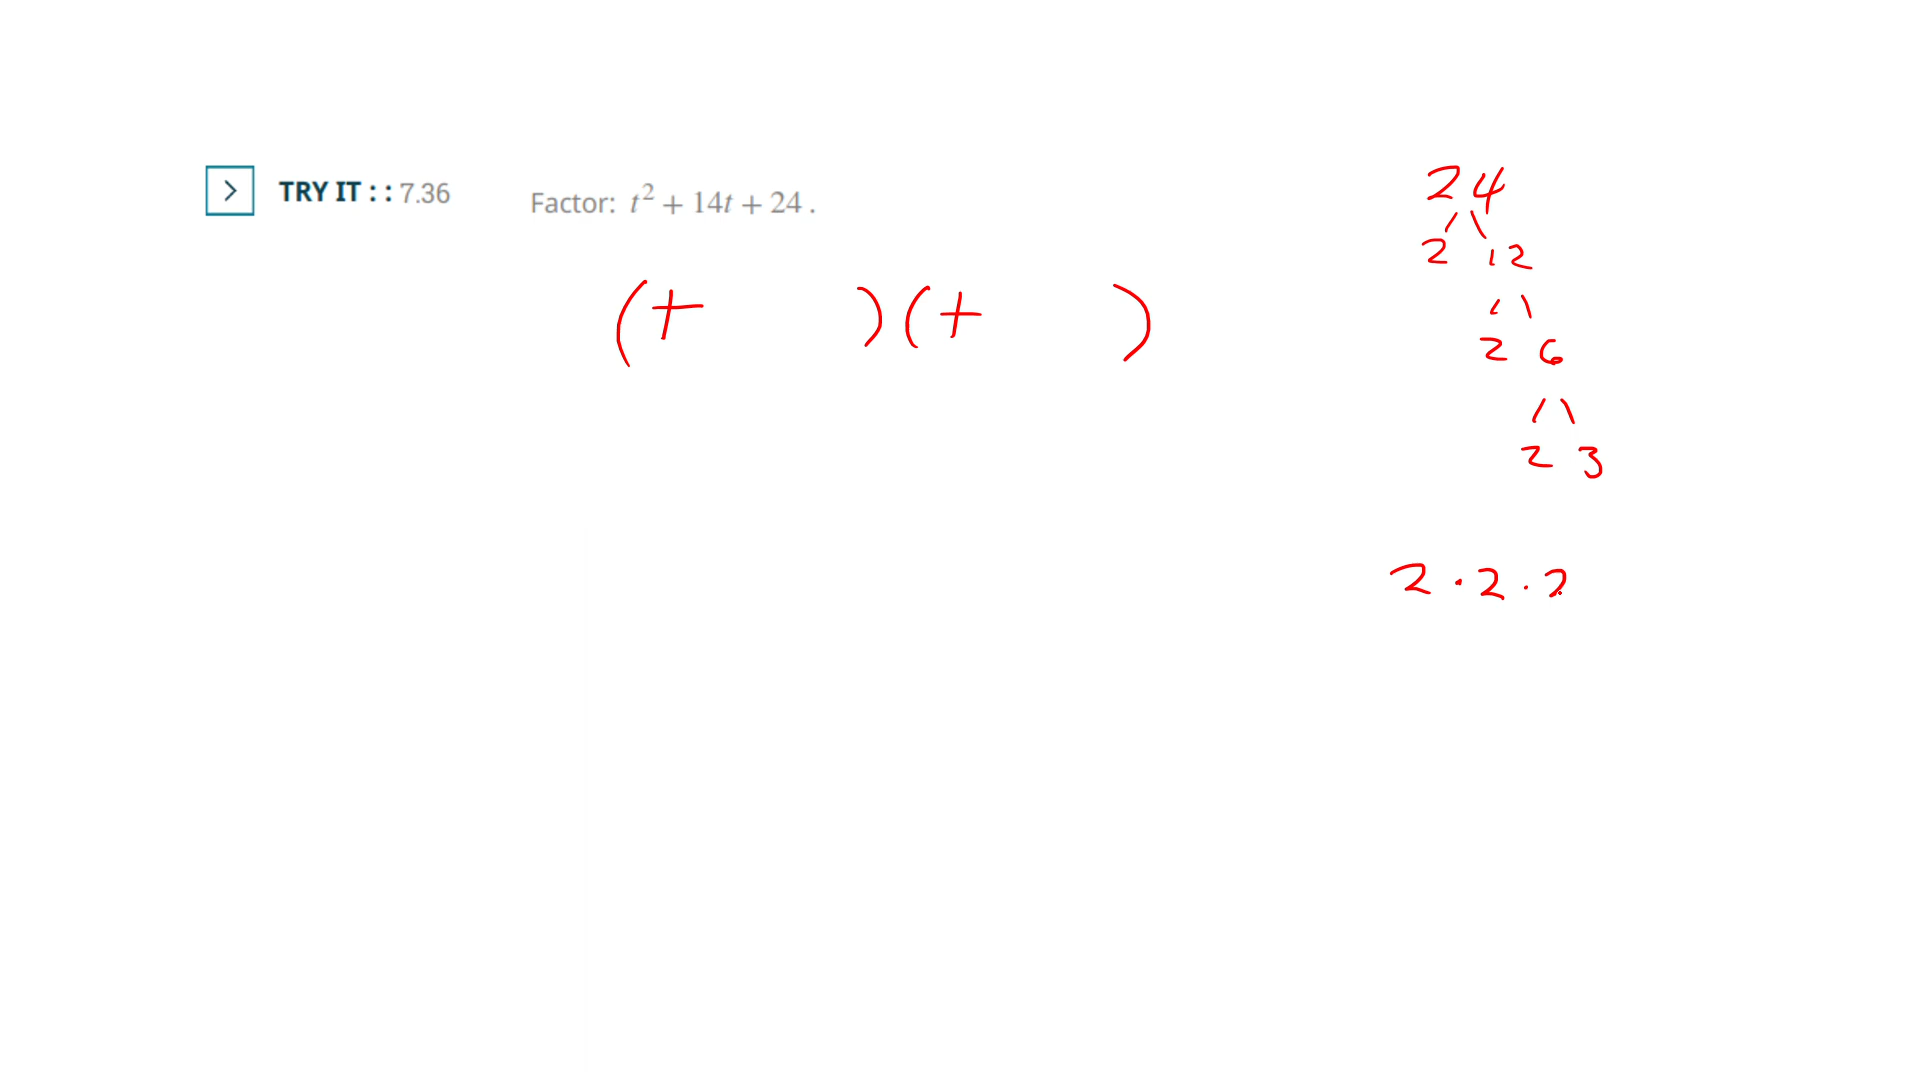 > TRY IT : : 7.36 Factor: t² + 14t + 24 .
(t )(t )
24
2 12
2 6
2 3
2 · 2 · 2